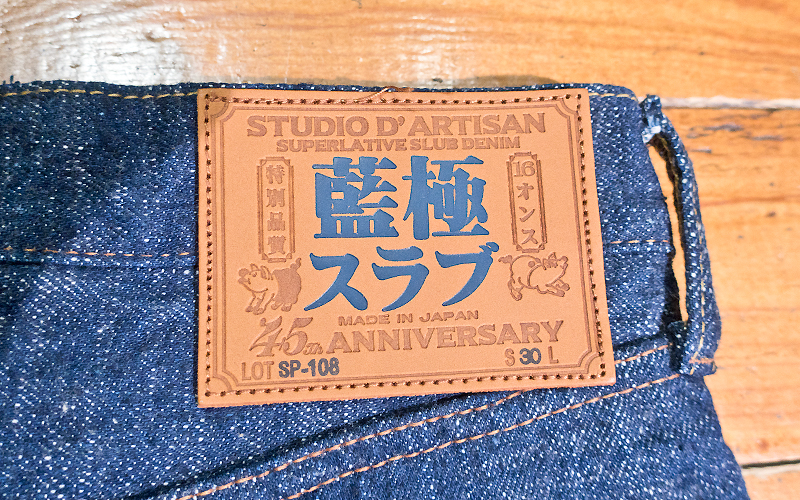 STUDIO D'ARTISAN
SUPERLATIVE SLUB DENIM
特別品質
藍極
スラブ
16オンス
MADE IN JAPAN
45th ANNIVERSARY
LOT SP-108
S 30 L